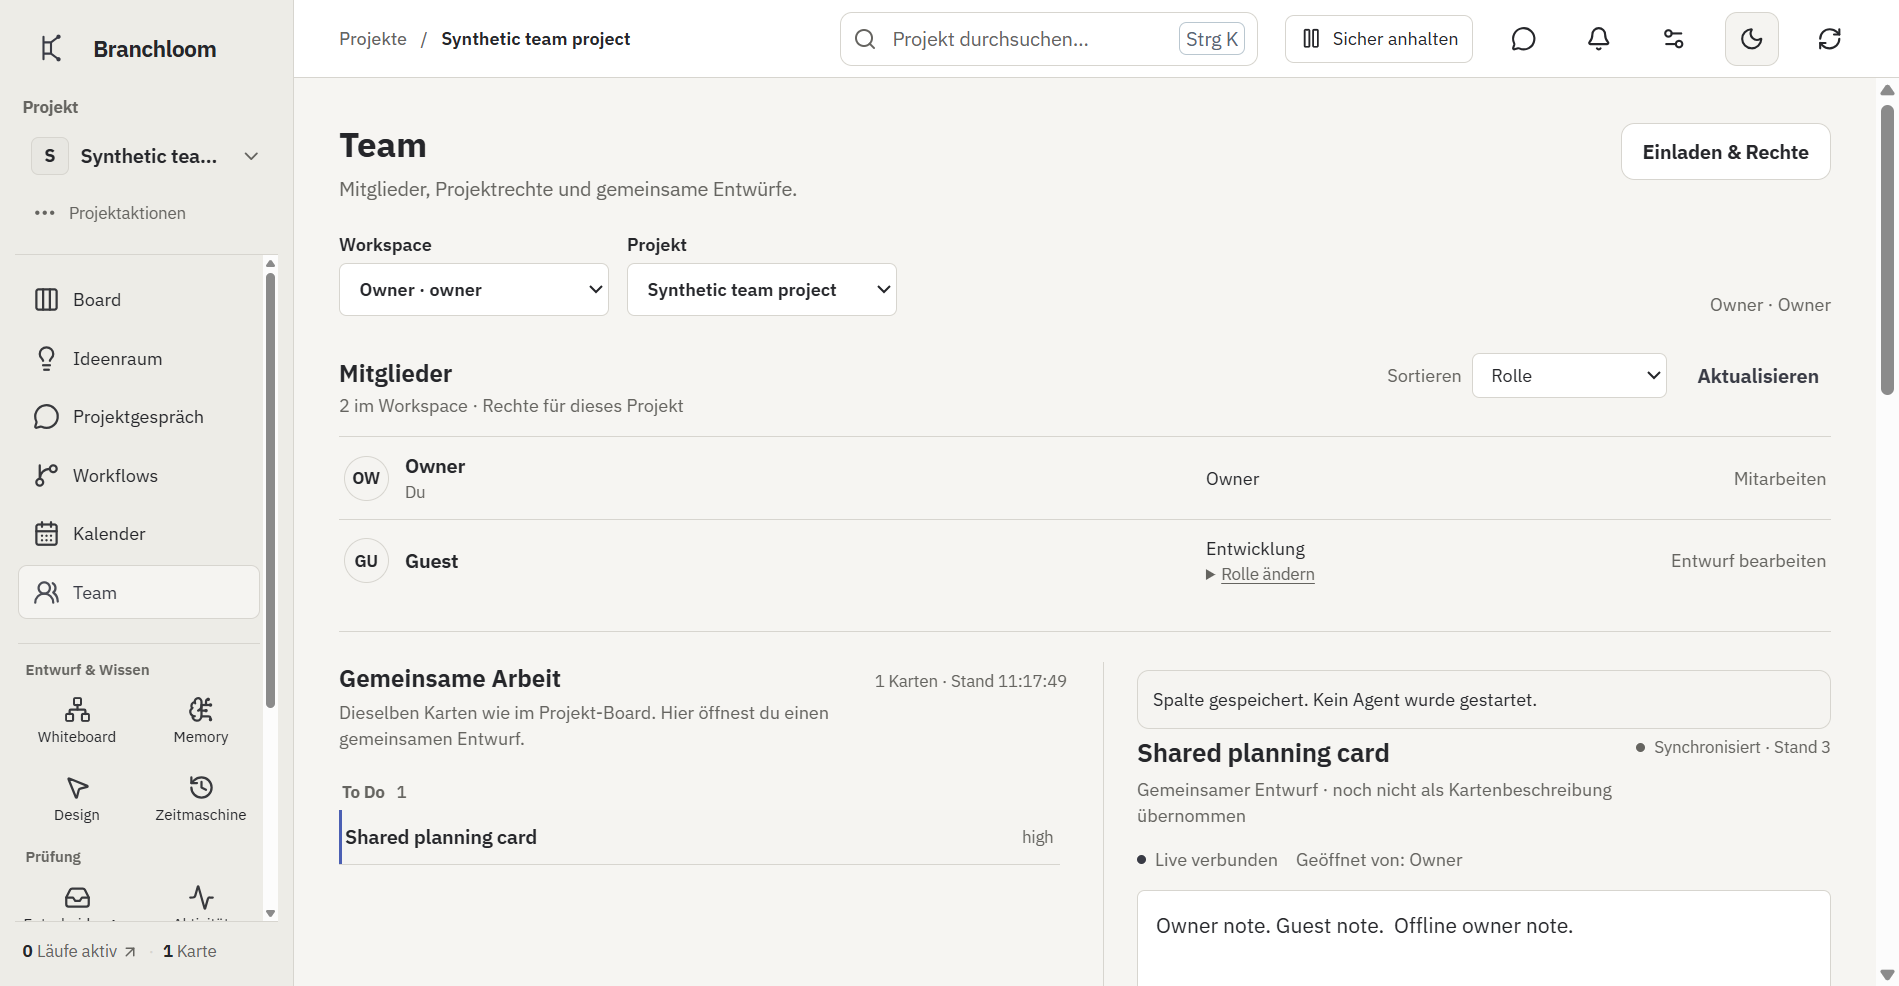 Branchloom
Projekt
S Synthetic tea...
Projektaktionen
Board
Ideenraum
Projektgespräch
Workflows
Kalender
Team
Entwurf & Wissen
Whiteboard Memory
Design Zeitmaschine
Prüfung
0 Läufe aktiv · 1 Karte
Projekte / Synthetic team project
Projekt durchsuchen... Strg K
Sicher anhalten
Team
Mitglieder, Projektrechte und gemeinsame Entwürfe.
Einladen & Rechte
Workspace Projekt
Owner · owner Synthetic team project
Owner · Owner
Mitglieder
2 im Workspace · Rechte für dieses Projekt
Sortieren Rolle Aktualisieren
OW Owner
Du
Owner
Mitarbeiten
GU Guest
Entwicklung
Rolle ändern
Entwurf bearbeiten
Gemeinsame Arbeit
1 Karten · Stand 11:17:49
Dieselben Karten wie im Projekt-Board. Hier öffnest du einen
gemeinsamen Entwurf.
To Do 1
Shared planning card high
Spalte gespeichert. Kein Agent wurde gestartet.
Shared planning card
Synchronisiert · Stand 3
Gemeinsamer Entwurf · noch nicht als Kartenbeschreibung
übernommen
Live verbunden Geöffnet von: Owner
Owner note. Guest note.  Offline owner note.